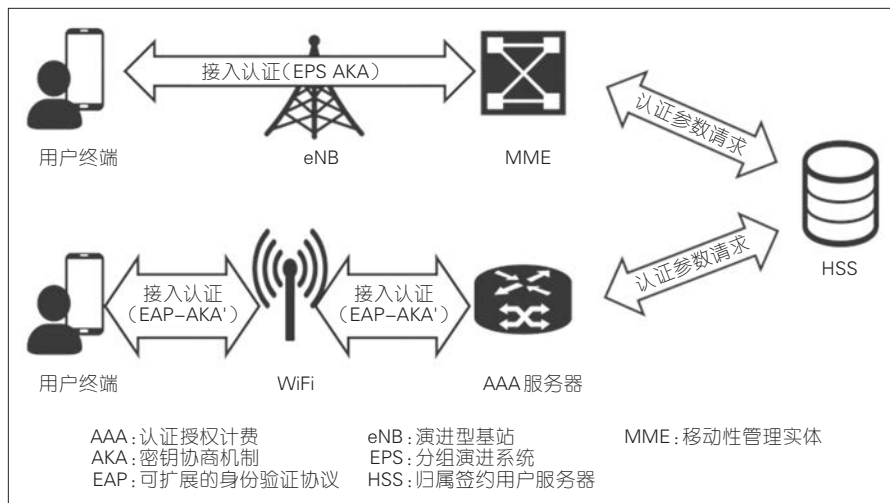 接入认证(EPS AKA)
认证参数请求
用户终端
eNB
MME
HSS
接入认证
(EAP-AKA')
接入认证
(EAP-AKA')
认证参数请求
用户终端
WiFi
AAA服务器
AAA:认证授权计费
eNB:演进型基站
MME:移动性管理实体
AKA:密钥协商机制
EPS:分组演进系统
EAP:可扩展的身份验证协议
HSS:归属签约用户服务器